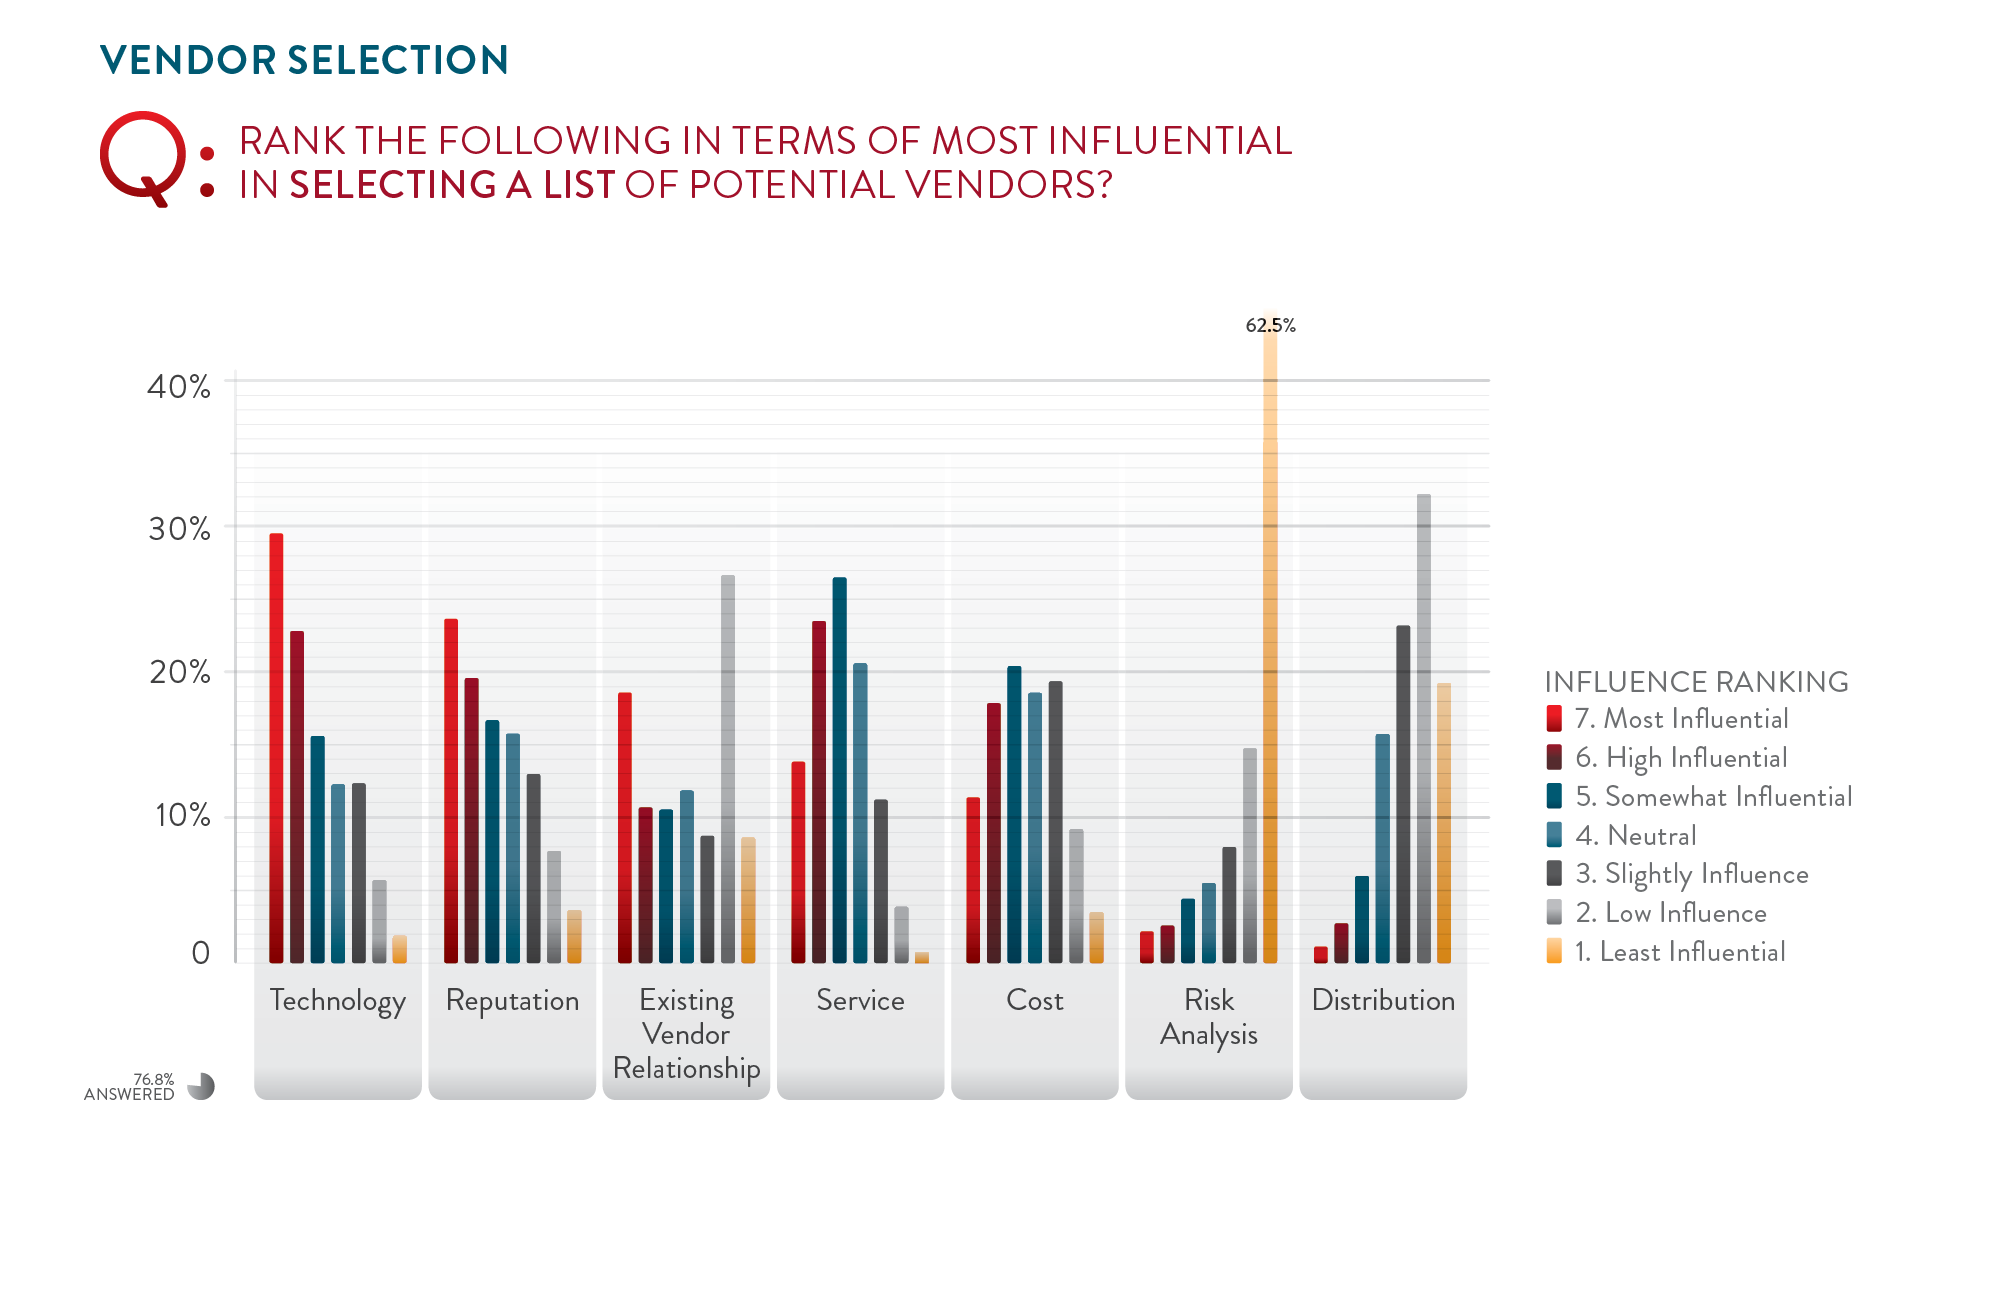 VENDOR SELECTION
Q: RANK THE FOLLOWING IN TERMS OF MOST INFLUENTIAL
IN SELECTING A LIST OF POTENTIAL VENDORS?
62.5%
40%
30%
20%
10%
0
Technology
Reputation
Existing
Vendor
Relationship
Service
Cost
Risk
Analysis
Distribution
INFLUENCE RANKING
7. Most Influential
6. High Influential
5. Somewhat Influential
4. Neutral
3. Slightly Influence
2. Low Influence
1. Least Influential
76.8%
ANSWERED